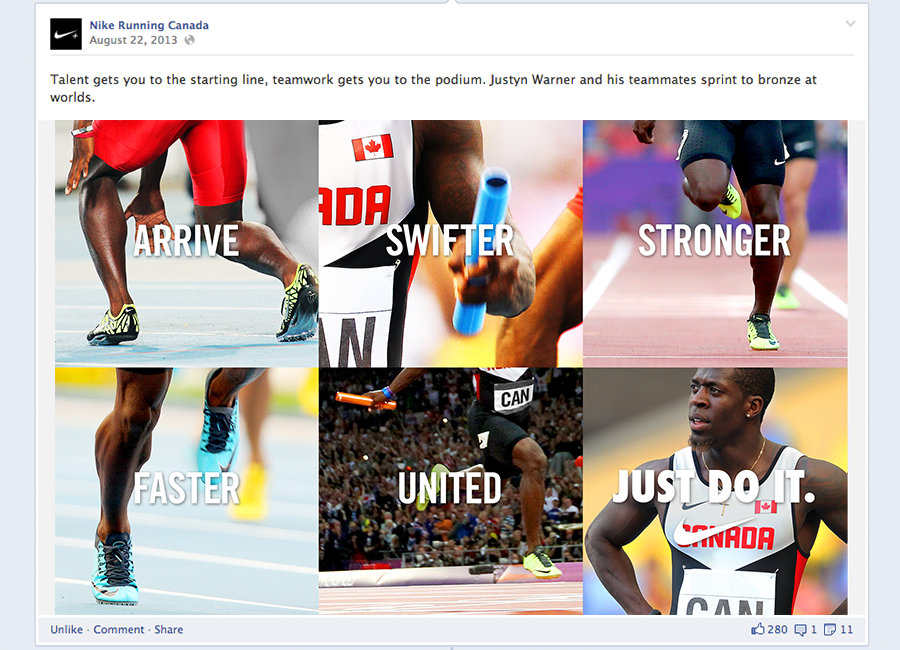 Nike Running Canada
August 22, 2013
Talent gets you to the starting line, teamwork gets you to the podium. Justyn Warner and his teammates sprint to bronze at
worlds.
ARRIVE
ADA
SWIFTER
AN
STRONGER
FASTER
CAN
UNITED
JUST DO IT.
CANADA
CAN
Unlike · Comment · Share
280 1 11